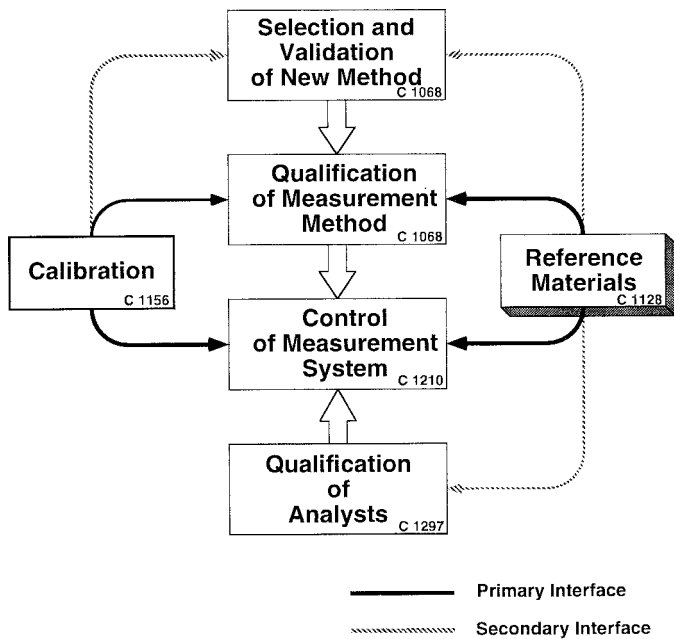 Selection and
Validation
of New Method
C 1068
Qualification
of Measurement
Method
C 1068
Calibration
C 1156
Reference
Materials
C 1128
Control
of Measurement
System
C 1210
Qualification
of
Analysts
C 1297
Primary Interface
Secondary Interface